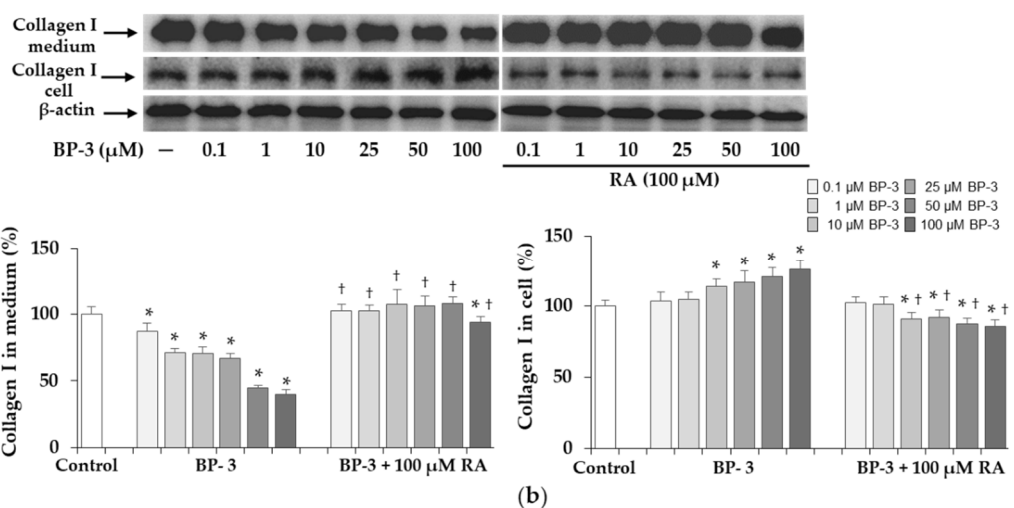 Collagen I
medium
Collagen I
cell
β-actin
BP-3 (μM) — 0.1 1 10 25 50 100 0.1 1 10 25 50 100
RA (100 μM)
0.1 μM BP-3 25 μM BP-3
1 μM BP-3 50 μM BP-3
10 μM BP-3 100 μM BP-3
Collagen I in medium (%)
150
100
50
0
* * * * * * † † † † † * †
Control BP- 3 BP-3 + 100 μM RA
Collagen I in cell (%)
150
100
50
0
* * * * * † * † * † * †
Control BP- 3 BP-3 + 100 μM RA
(b)